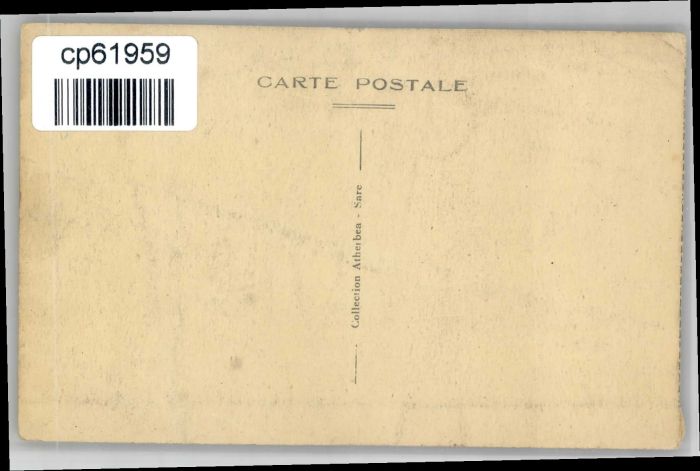 cp61959
CARTE POSTALE
Collection Atherbea - Sare